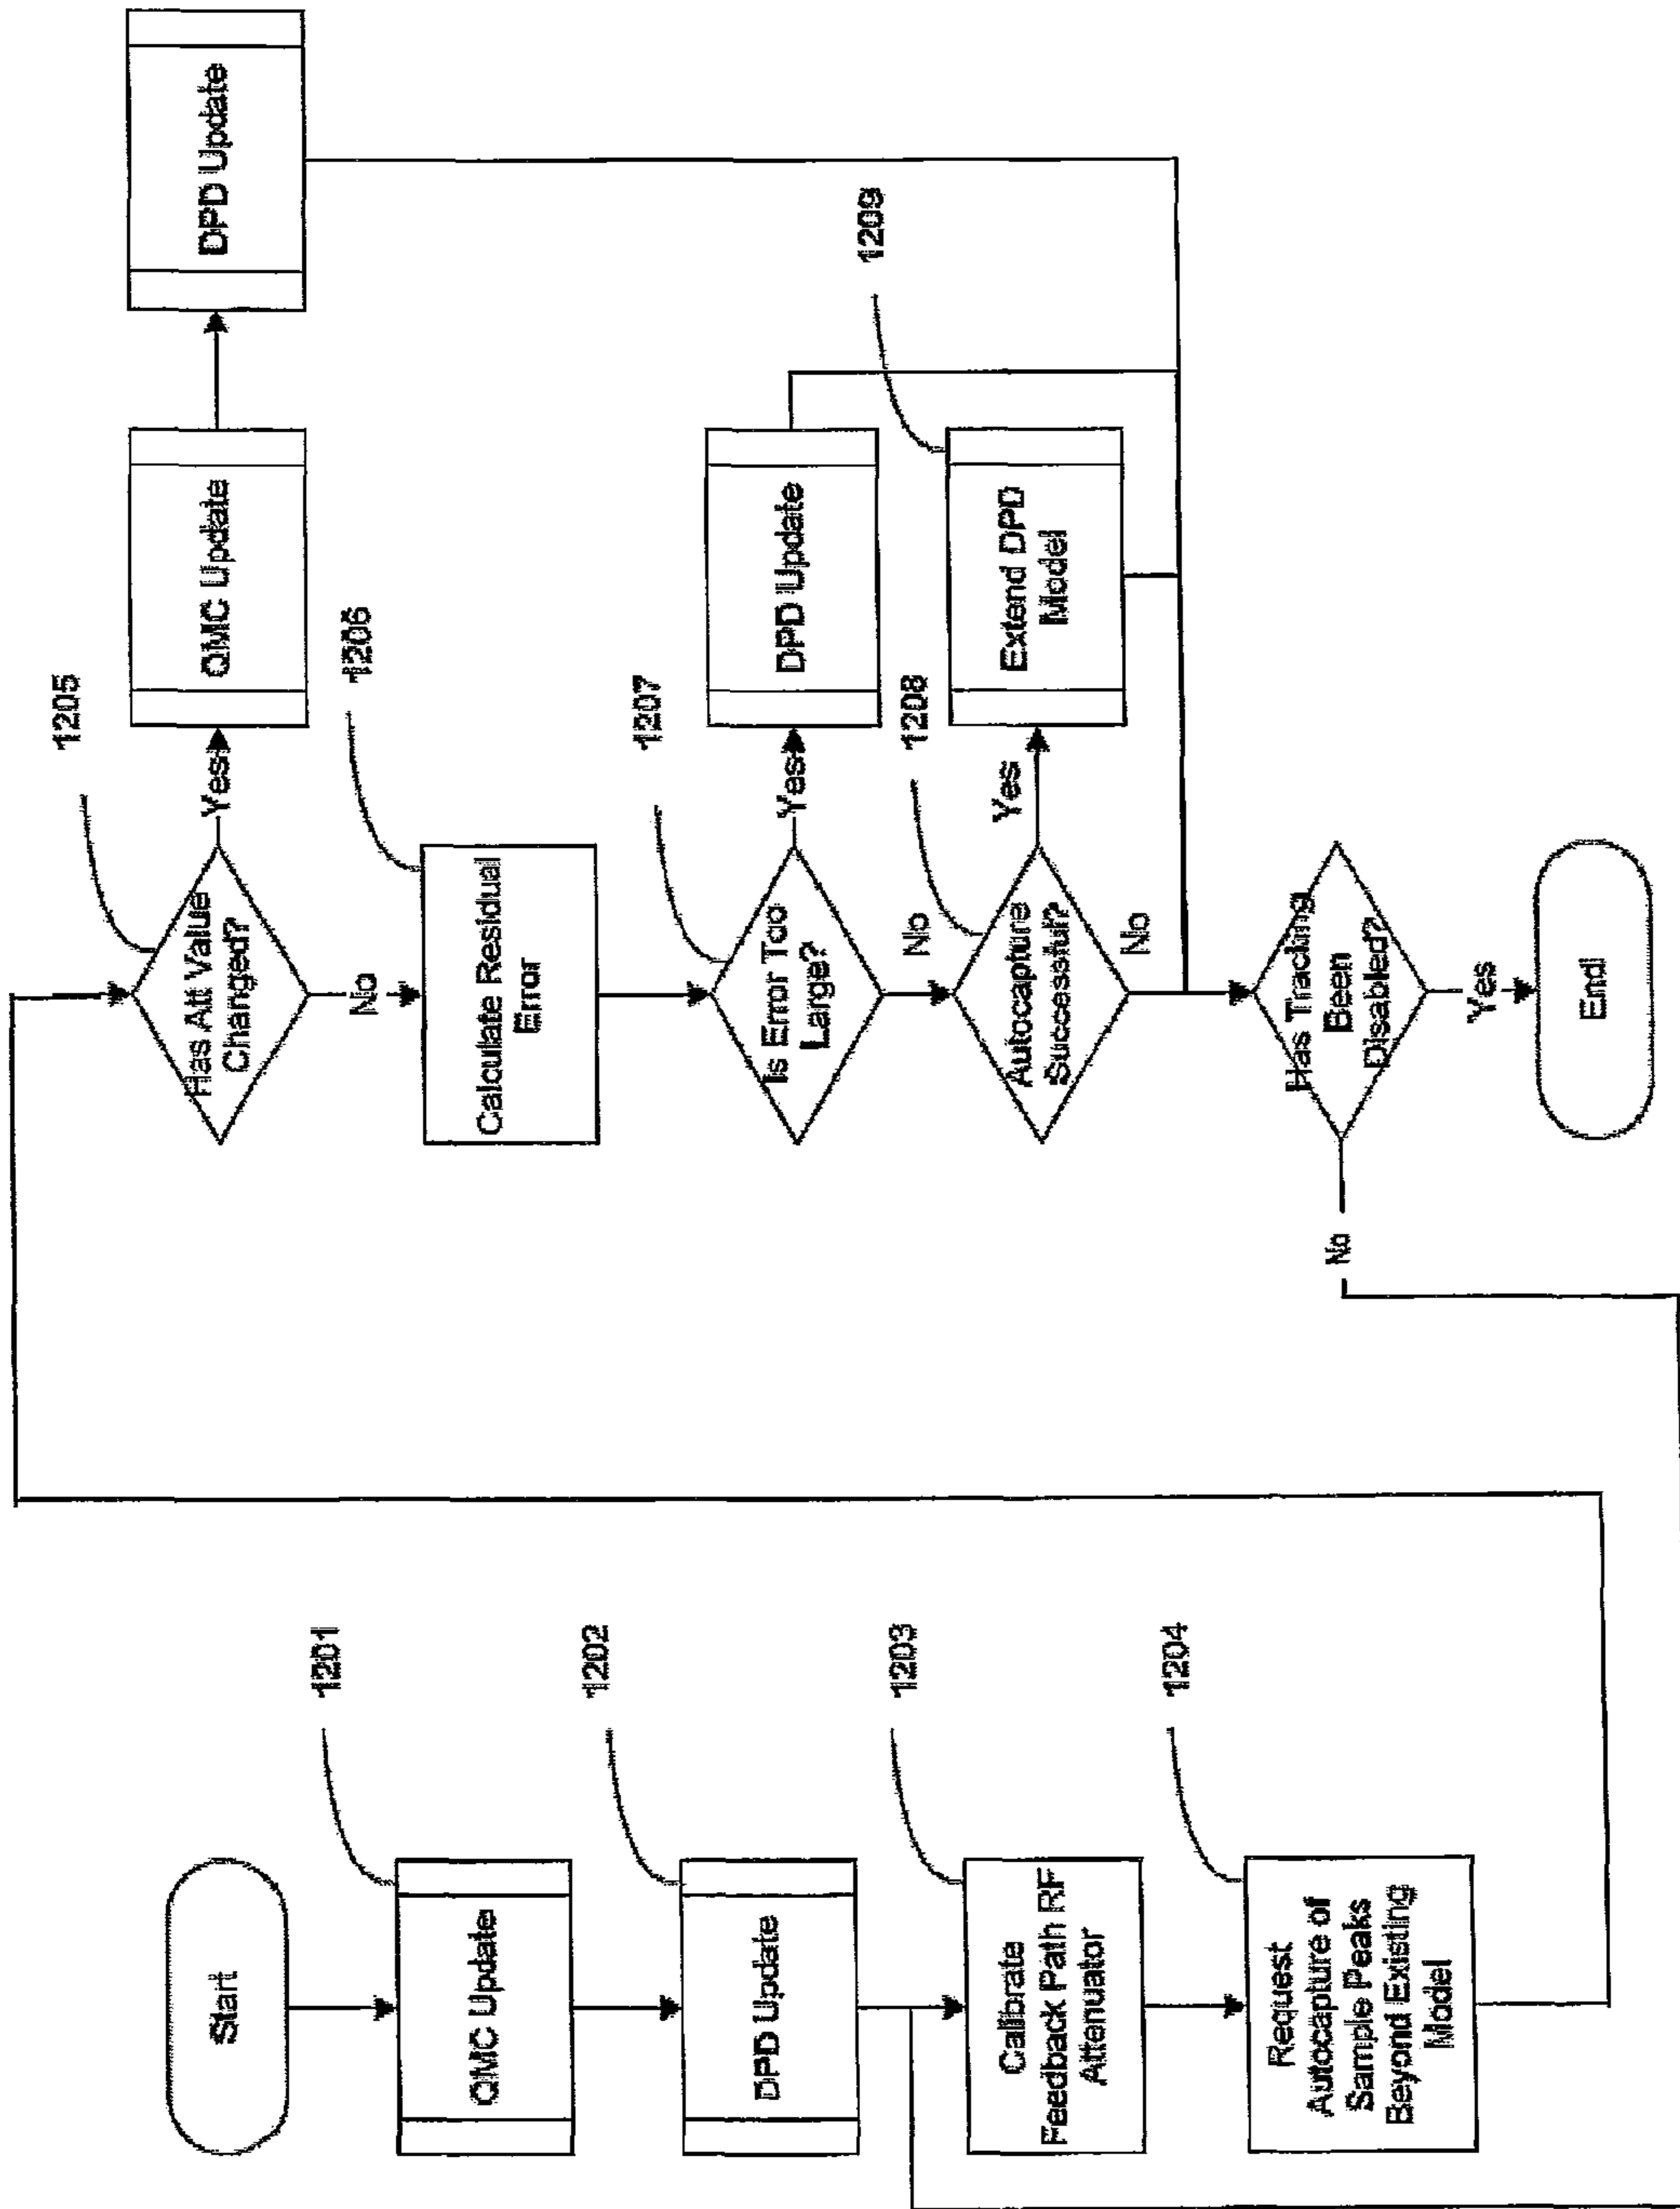 Start
1201
QMC Update
1202
DPD Update
1203
Calibrate
Feedback Path RF
Attenuator
1204
Request
Autocapture of
Sample Peaks
Beyond Existing
Model
1205
Has Att Value
Changed?
Yes
QMC Update
DPD Update
No
1206
Calculate Residual
Error
1207
Is Error Too
Large?
Yes
DPD Update
No
1208
Autocapture
Successful?
Yes
1209
Extend DPD
Model
No
Has Tracking
Been
Disabled?
No
Yes
End